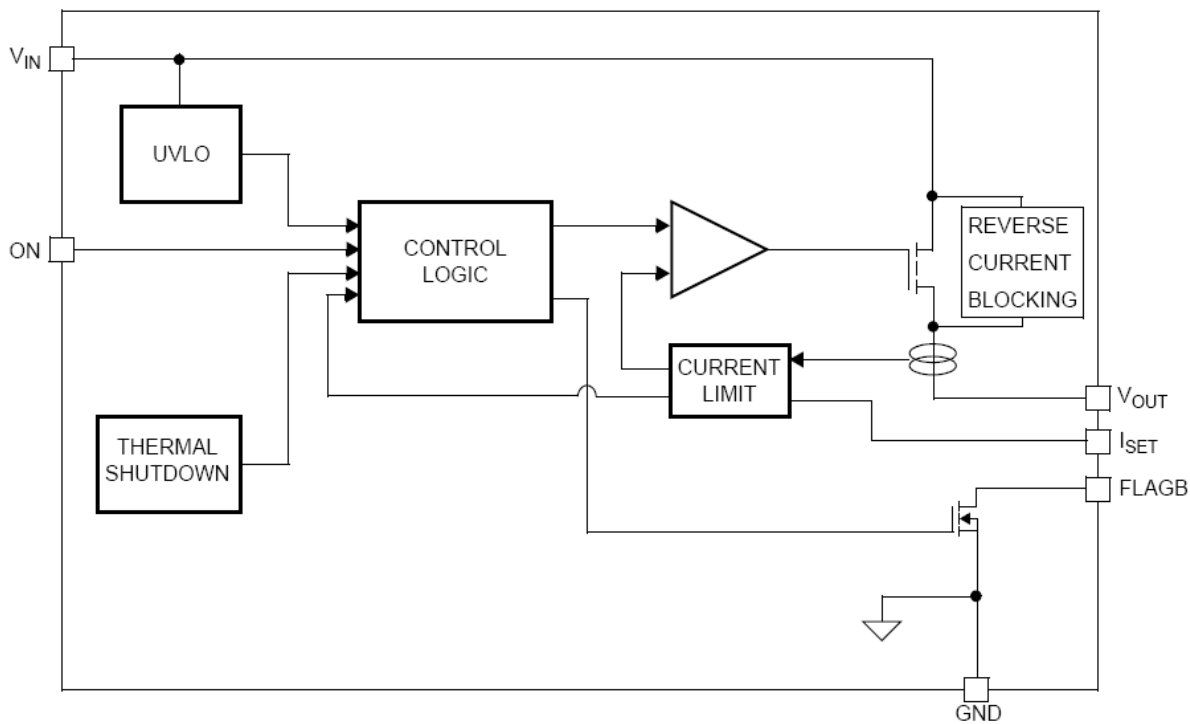 VIN
UVLO
ON
CONTROL
LOGIC
REVERSE
CURRENT
BLOCKING
CURRENT
LIMIT
VOUT
ISET
THERMAL
SHUTDOWN
FLAGB
GND